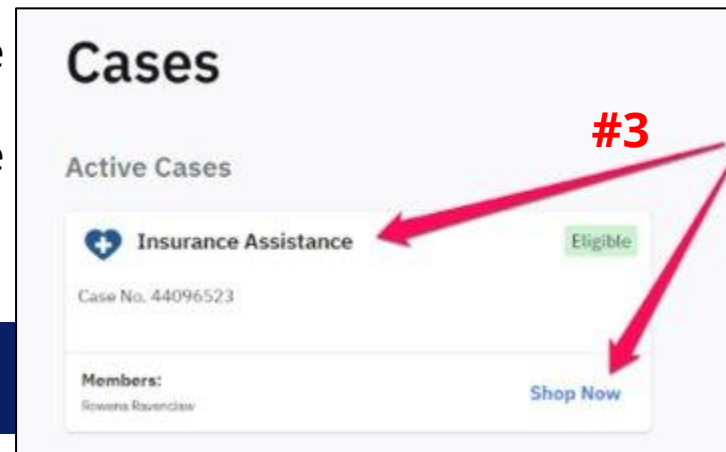 e
Cases
#3
e
Active Cases
Insurance Assistance
Eligible
Case No. 44096523
Members:
Shop Now
Rowena Ravenclaw